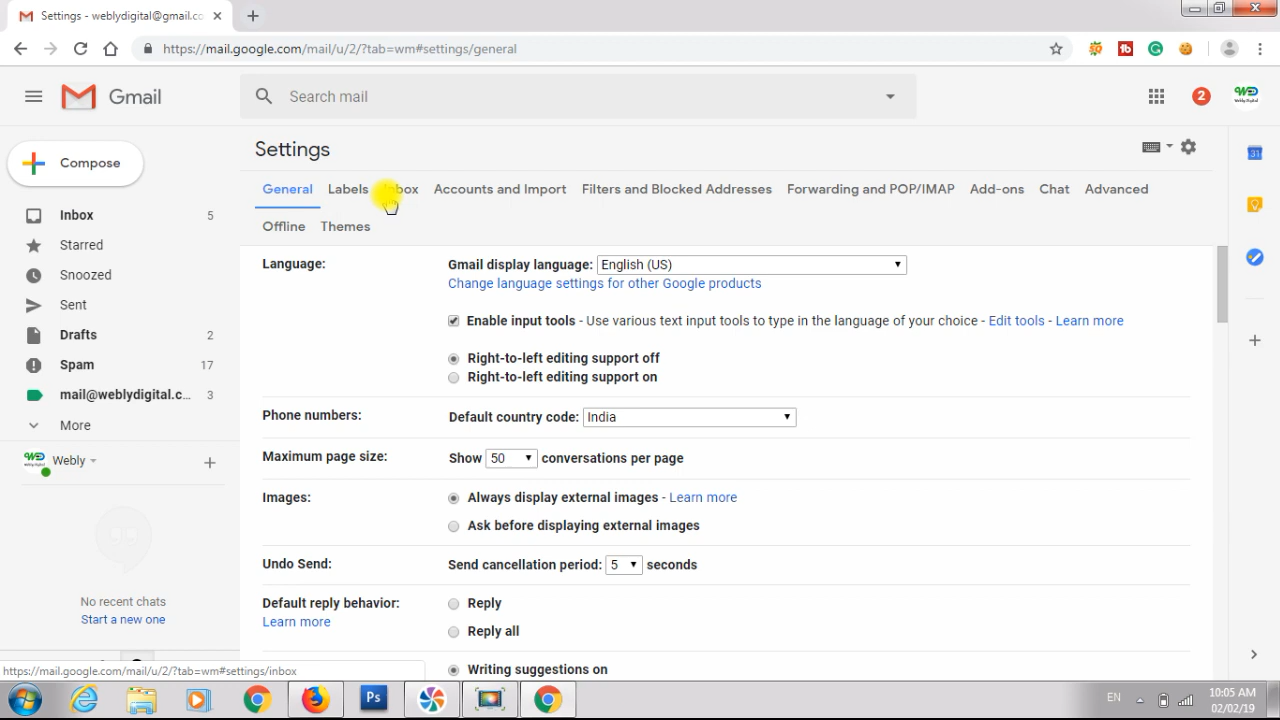 Settings - weblydigital@gmail.co
https://mail.google.com/mail/u/2/?tab=wm#settings/general
Gmail
Search mail
2
Compose
Settings
General Labels Inbox Accounts and Import Filters and Blocked Addresses Forwarding and POP/IMAP Add-ons Chat Advanced
Offline Themes
Inbox 5
Starred
Snoozed
Sent
Drafts 2
Spam 17
mail@weblydigital.c... 3
More
Webly
No recent chats
Start a new one
Language:
Gmail display language: English (US)
Change language settings for other Google products
Enable input tools - Use various text input tools to type in the language of your choice - Edit tools - Learn more
Right-to-left editing support off
Right-to-left editing support on
Phone numbers: Default country code: India
Maximum page size: Show 50 conversations per page
Images: Always display external images - Learn more
Ask before displaying external images
Undo Send: Send cancellation period: 5 seconds
Default reply behavior: Reply
Learn more
Reply all
Writing suggestions on
https://mail.google.com/mail/u/2/?tab=wm#settings/inbox
Ps
EN
10:05 AM
02/02/19
31